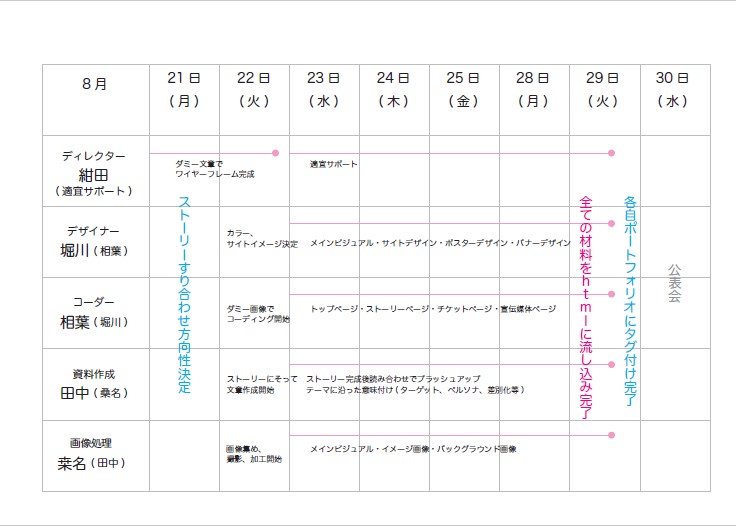 8月
21日
(月)
22日
(火)
23日
(水)
24日
(木)
25日
(金)
28日
(月)
29日
(火)
30日
(水)
ディレクター
紺田
(適宜サポート)
ダミー文章で
ワイヤーフレーム完成
適宜サポート
デザイナー
堀川(相葉)
カラー、
サイトイメージ決定
メインビジュアル・サイトデザイン・ポスターデザイン・バナーデザイン
コーダー
相葉(堀川)
ダミー画像で
コーディング開始
トップページ・ストーリーページ・チケットページ・宣伝媒体ページ
資料作成
田中(桑名)
ストーリーにそって
文章作成開始
ストーリー完成後読み合わせでブラッシュアップ
テーマに沿った意味付け(ターゲット、ペルソナ、差別化等)
画像処理
桒名(田中)
画像集め、
撮影、加工開始
メインビジュアル・イメージ画像・バックグラウンド画像
ストーリーすり合わせ方向性決定
全ての材料をhtmlに流し込み完了
各自ポートフォリオにタグ付け完了
公表会